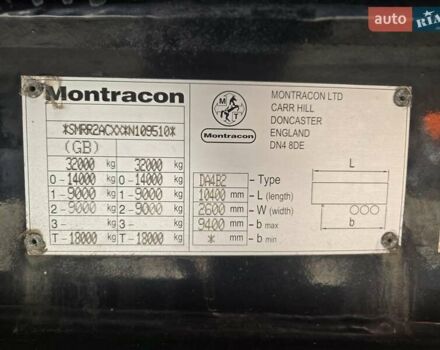 auto RIA
Montracon
*SMRR2ACXX*N109510*
(GB)
32000 kg 32000 kg
0-14000 kg 0-14000 kg
1-9000 kg 1-9000 kg
2-9000 kg 2-9000 kg
3- kg 3- kg
T-18000 kg T-18000 kg
M T
Montracon
MONTRACON LTD
CARR HILL
DONCASTER
ENGLAND
DN4 8DE
DA4B2 -Type
10400 mm -L (length)
2600 mm -W (width)
9400 mm -b max
* mm -b min
L
b